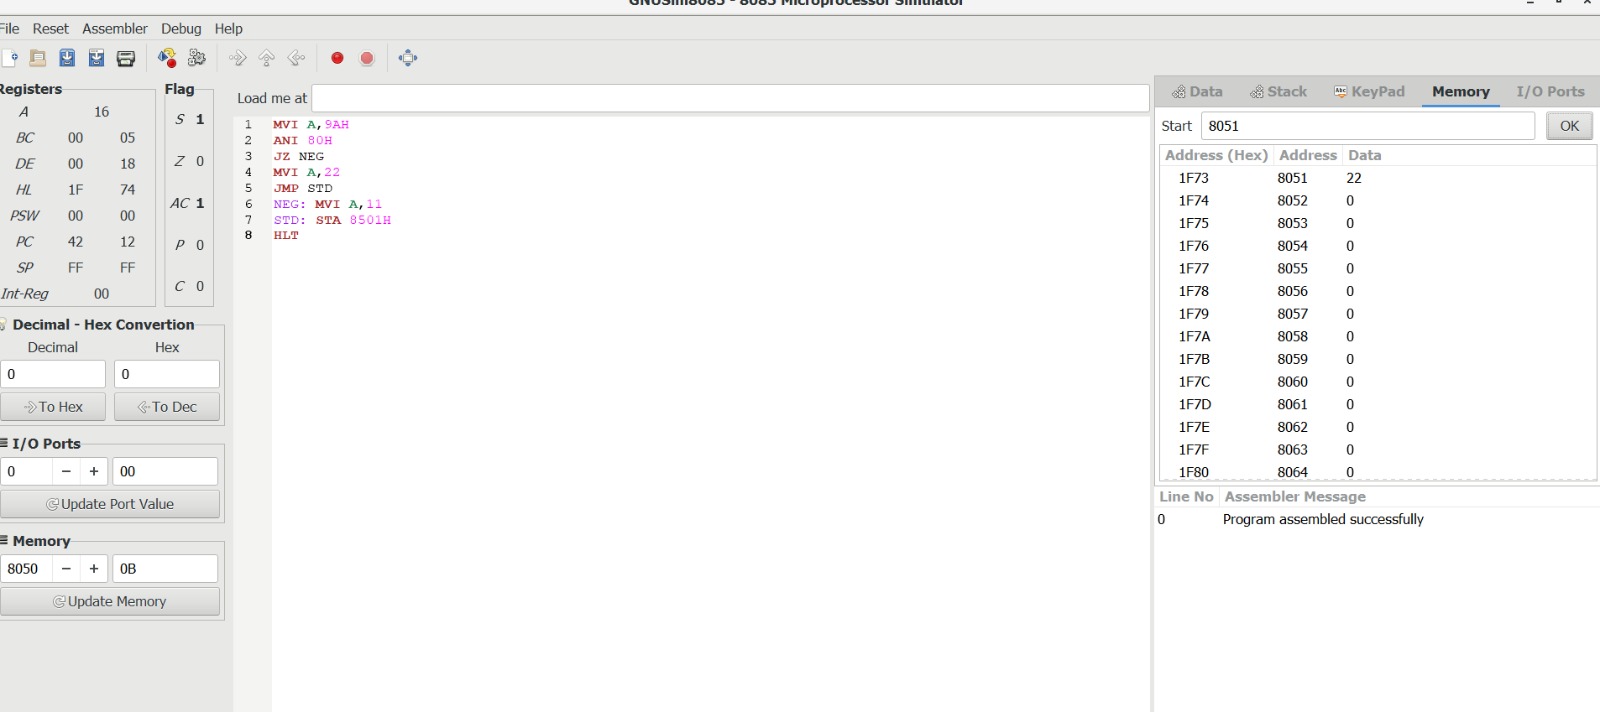 GNUSim8085 - 8085 Microprocessor Simulator
File Reset Assembler Debug Help
Registers
A 16
BC 00 05
DE 00 18
HL 1F 74
PSW 00 00
PC 42 12
SP FF FF
Int-Reg 00
Flag
S 1
Z 0
AC 1
P 0
C 0
Decimal - Hex Convertion
Decimal Hex
0 0
To Hex To Dec
I/O Ports
0 − + 00
Update Port Value
Memory
8050 − + 0B
Update Memory
Load me at
1 MVI A,9AH
2 ANI 80H
3 JZ NEG
4 MVI A,22
5 JMP STD
6 NEG: MVI A,11
7 STD: STA 8501H
8 HLT
Data Stack KeyPad Memory I/O Ports
Start 8051 OK
Address (Hex) Address Data
1F73 8051 22
1F74 8052 0
1F75 8053 0
1F76 8054 0
1F77 8055 0
1F78 8056 0
1F79 8057 0
1F7A 8058 0
1F7B 8059 0
1F7C 8060 0
1F7D 8061 0
1F7E 8062 0
1F7F 8063 0
1F80 8064 0
Line No Assembler Message
0 Program assembled successfully